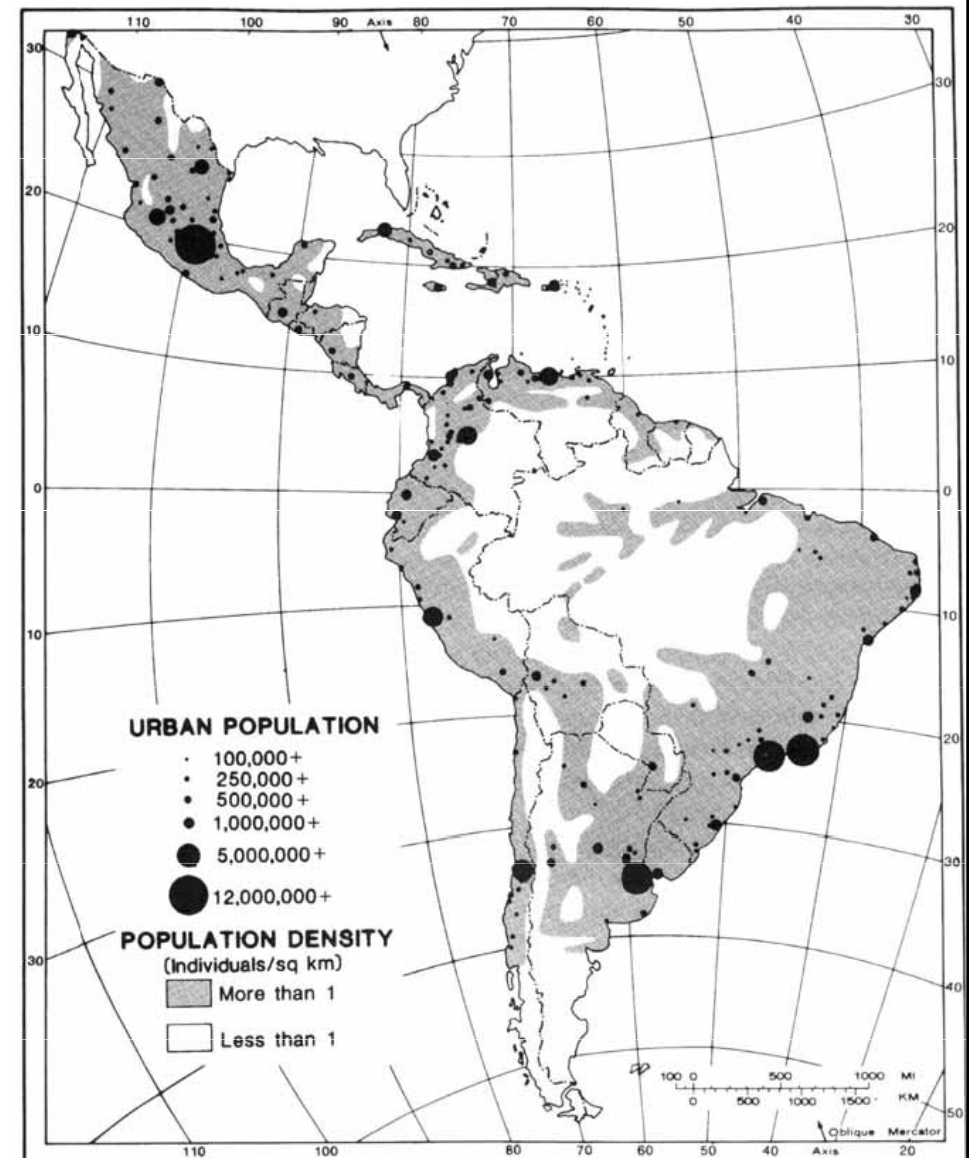 110 100 90 Axis 80 70 60 50 40 30
30
30
20
20
10
10
0
0
10
10
20
20
30
30
40
50
URBAN POPULATION
100,000+
250,000+
500,000+
1,000,000+
5,000,000+
12,000,000+
POPULATION DENSITY
(Individuals/sq km)
More than 1
Less than 1
100 0 500 1000 MI
0 500 1000 1500 KM
Oblique Mercator
110 100 70 60 50 40 Axis 20